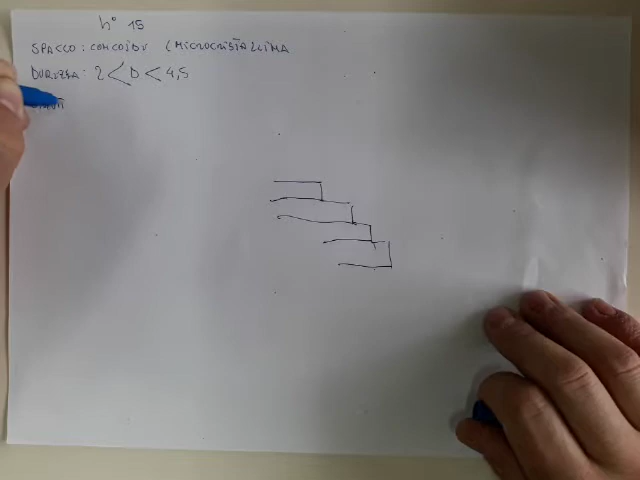 n° 15
SPACCO: CONCOIDE (MICROCRISTALLINA
DUREZZA: 2 < D < 4,5